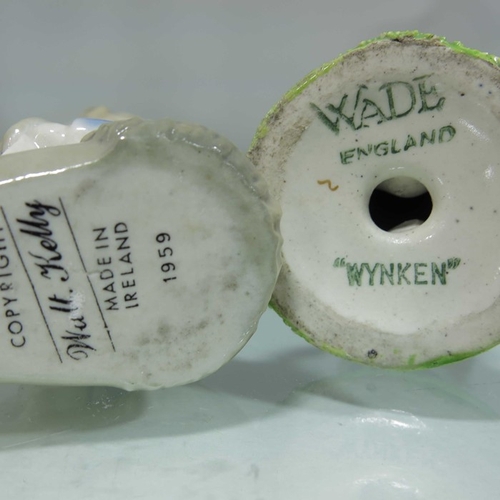 COPYRIGHT
Walt. Kelly
MADE IN
IRELAND
1959
WADE
ENGLAND
"WYNKEN"